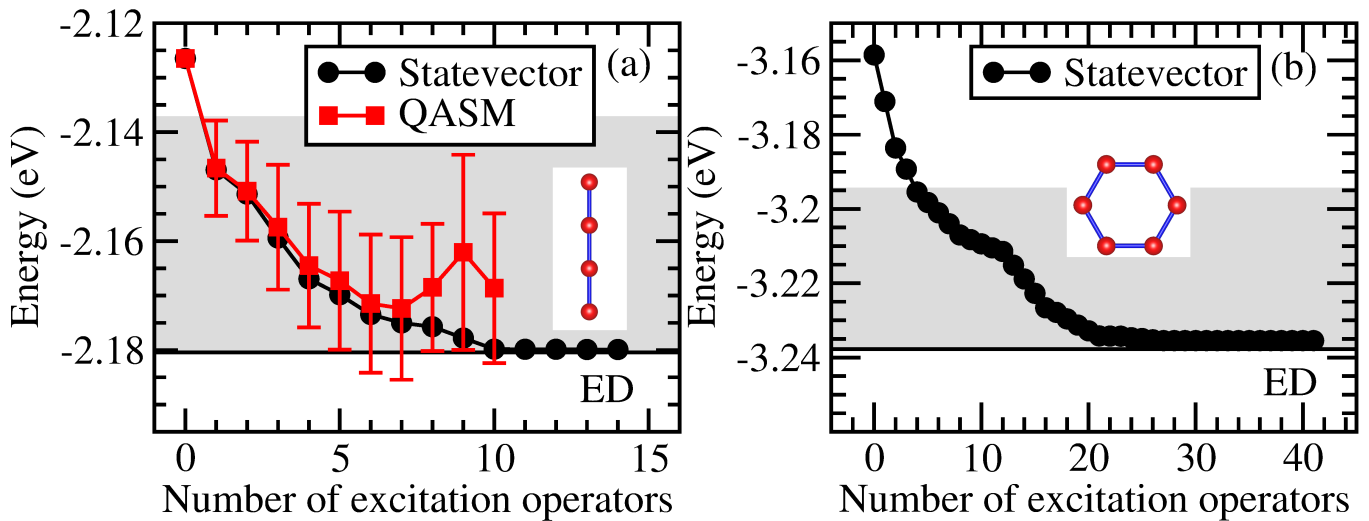 -2.12
-2.14
-2.16
-2.18
Energy (eV)
Statevector
QASM
(a)
ED
0 5 10 15
Number of excitation operators
-3.16
-3.18
-3.2
-3.22
-3.24
Energy (eV)
Statevector
(b)
ED
0 10 20 30 40
Number of excitation operators